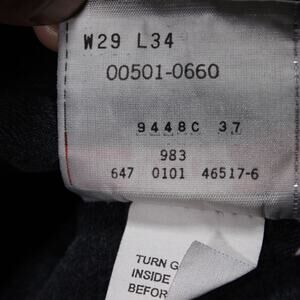 W29 L34
00501-0660
9448C 37
983
647 0101 46517-6
TURN G
INSIDE
BEFOR